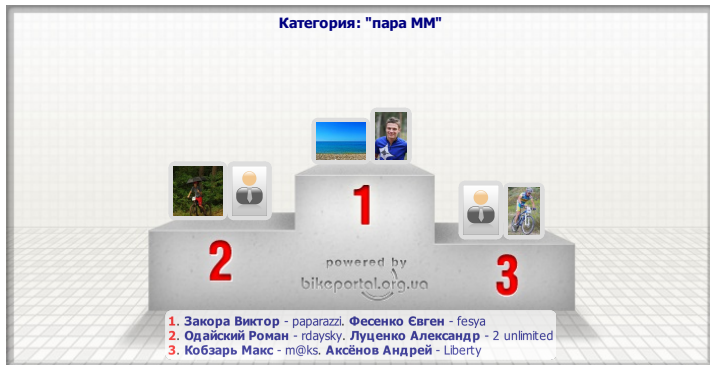 Категория: "пара ММ"
1
2
3
powered by
bikeportal.org.ua
1. Закора Виктор - paparazzi. Фесенко Євген - fesya
2. Одайский Роман - rdaysky. Луценко Александр - 2 unlimited
3. Кобзарь Макс - m@ks. Аксёнов Андрей - Liberty